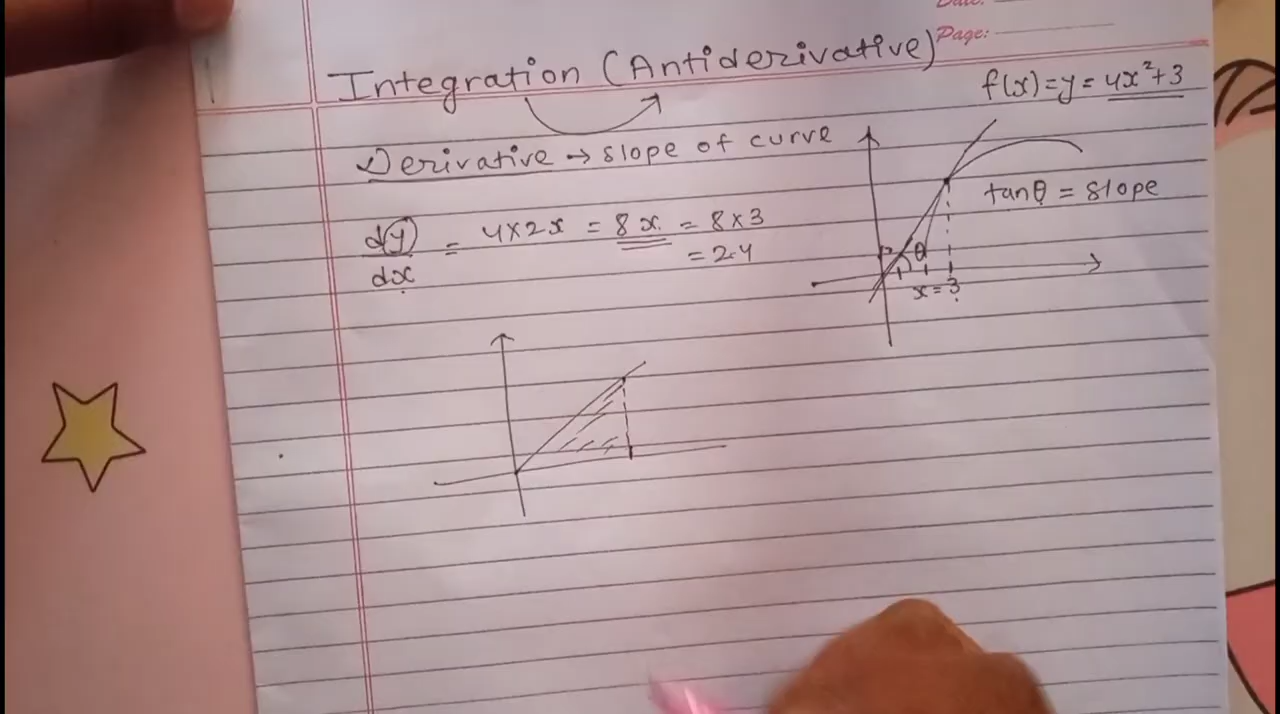 Date:
Page:
Integration (Antiderivative)
f(x) = y = 4x²+3
Derivative → slope of curve
tanθ = slope
dy/dx = 4×2x = 8x = 8×3
= 24
θ
x = 3